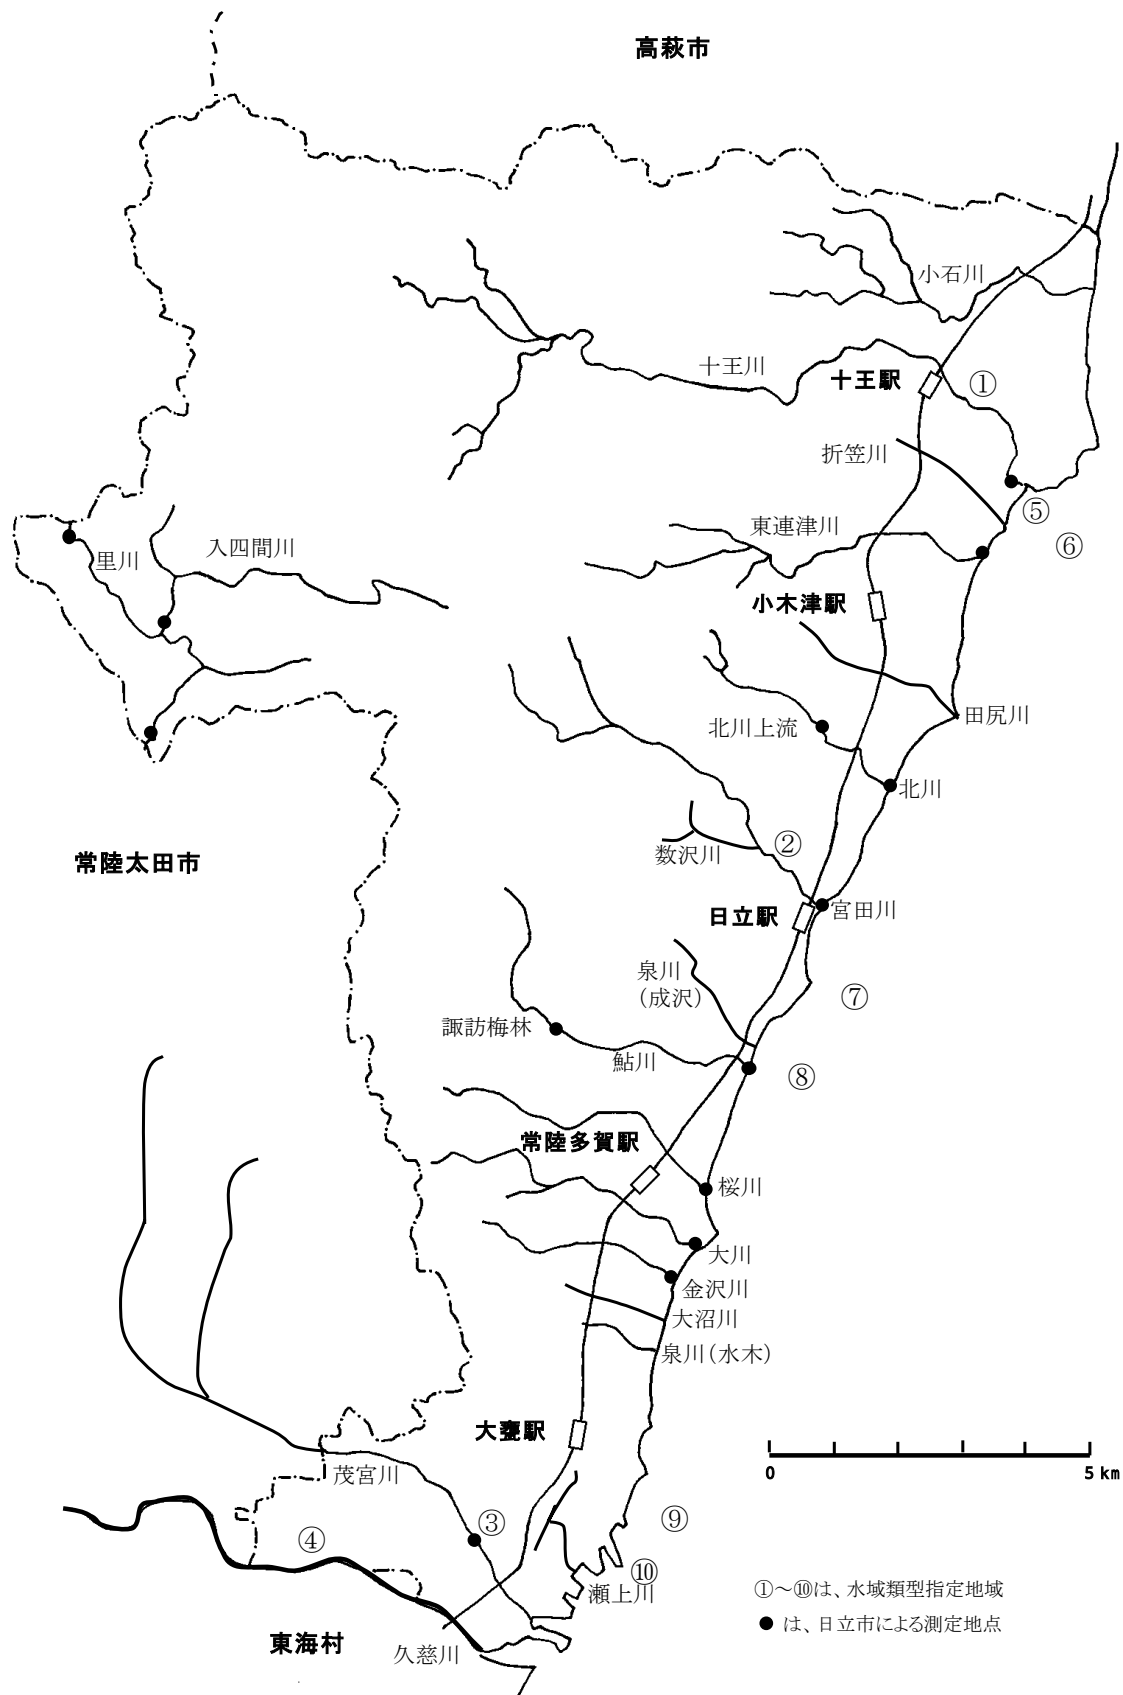 高萩市
小石川
十王川
十王駅
①
折笠川
⑤
東連津川
⑥
里川
入四間川
小木津駅
北川上流
田尻川
北川
数沢川
②
常陸太田市
日立駅
宮田川
泉川
(成沢)
⑦
諏訪梅林
鮎川
⑧
常陸多賀駅
桜川
大川
金沢川
大沼川
泉川(水木)
大甕駅
0
5 km
茂宮川
③
⑨
④
⑩
瀬上川
①～⑩は、水域類型指定地域
●は、日立市による測定地点
東海村
久慈川